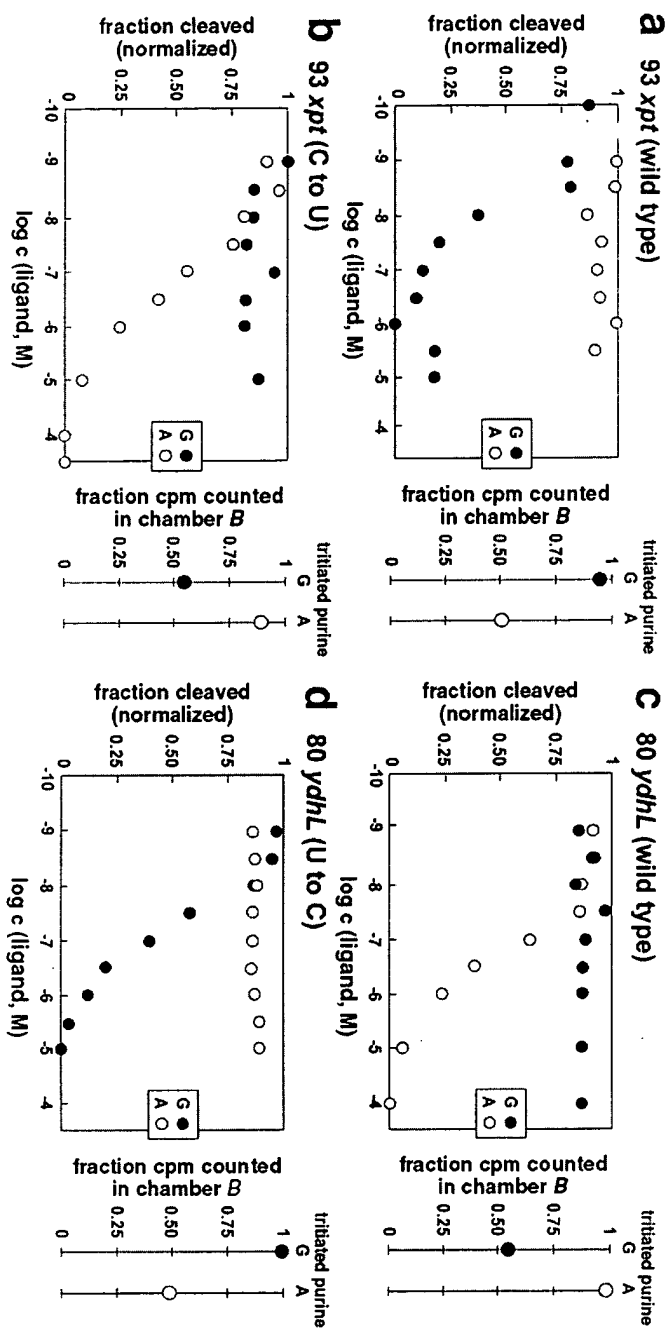 a 93 xpt (wild type)
fraction cleaved
(normalized)
1
0.75
0.50
0.25
0
-10
-9
-8
-7
-6
-5
-4
log c (ligand, M)
G
A
fraction cpm counted
in chamber B
tritiated purine
G
A
1
0.75
0.50
0.25
0
b 93 xpt (C to U)
fraction cleaved
(normalized)
1
0.75
0.50
0.25
0
-10
-9
-8
-7
-6
-5
-4
log c (ligand, M)
G
A
fraction cpm counted
in chamber B
tritiated purine
G
A
1
0.75
0.50
0.25
0
c 80 ydhL (wild type)
fraction cleaved
(normalized)
1
0.75
0.50
0.25
0
-10
-9
-8
-7
-6
-5
-4
log c (ligand, M)
G
A
fraction cpm counted
in chamber B
tritiated purine
G
A
1
0.75
0.50
0.25
0
d 80 ydhL (U to C)
fraction cleaved
(normalized)
1
0.75
0.50
0.25
0
-10
-9
-8
-7
-6
-5
-4
log c (ligand, M)
G
A
fraction cpm counted
in chamber B
tritiated purine
G
A
1
0.75
0.50
0.25
0